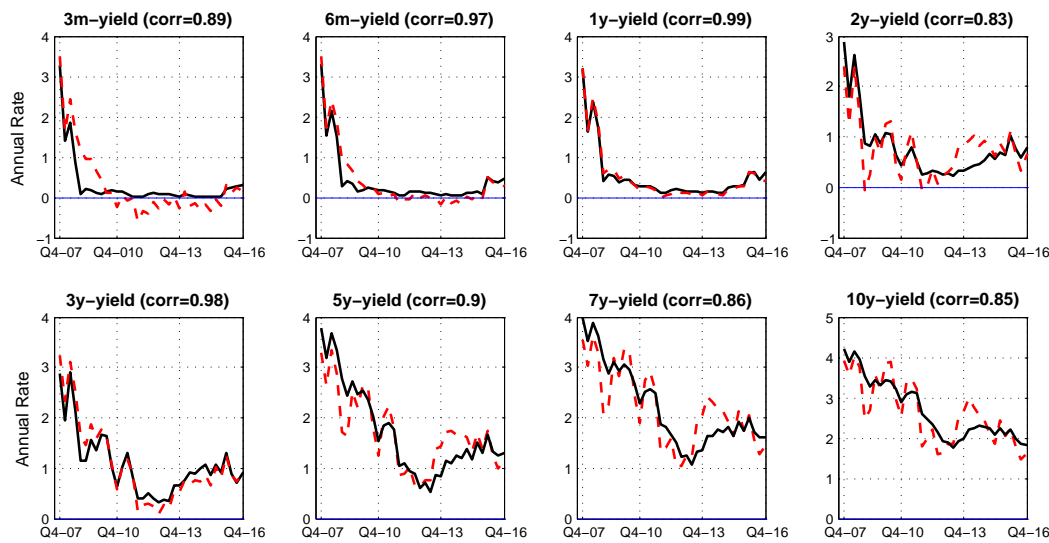 3m−yield (corr=0.89)
6m−yield (corr=0.97)
1y−yield (corr=0.99)
2y−yield (corr=0.83)
Annual Rate
4
3
2
1
0
−1
Q4−07 Q4−010 Q4−13 Q4−16
4
3
2
1
0
−1
Q4−07 Q4−10 Q4−13 Q4−16
4
3
2
1
0
−1
Q4−07 Q4−10 Q4−13 Q4−16
3
2
1
0
−1
Q4−07 Q4−10 Q4−13 Q4−16
3y−yield (corr=0.98)
5y−yield (corr=0.9)
7y−yield (corr=0.86)
10y−yield (corr=0.85)
Annual Rate
4
3
2
1
0
Q4−07 Q4−10 Q4−13 Q4−16
4
3
2
1
0
Q4−07 Q4−10 Q4−13 Q4−16
4
3
2
1
0
Q4−07 Q4−10 Q4−13 Q4−16
5
4
3
2
1
0
Q4−07 Q4−10 Q4−13 Q4−16